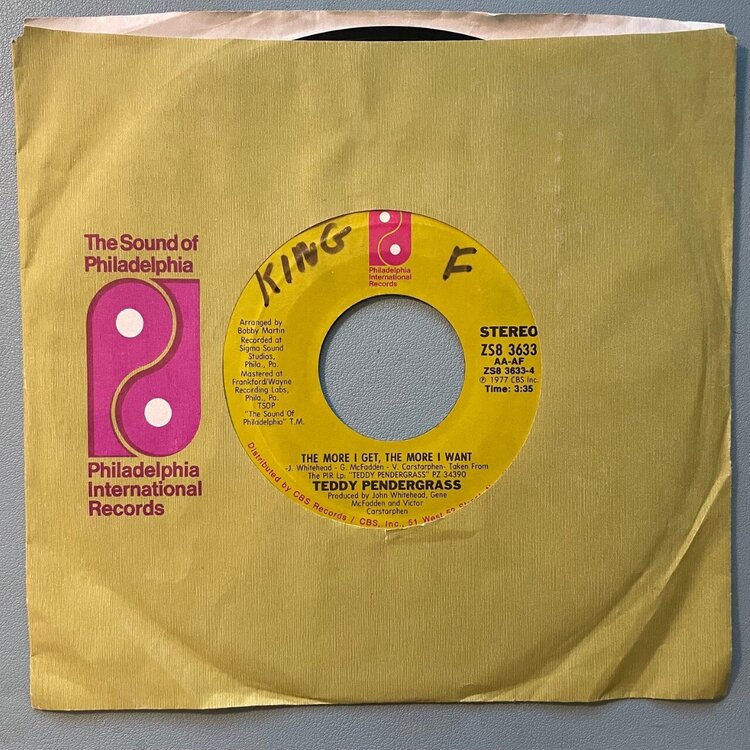 The Sound of
Philadelphia
Philadelphia
International
Records
KING
F
Philadelphia
International
Records
Arranged by
Bobby Martin
Recorded at
Sigma Sound
Studios,
Phila., Pa.
Mastered at
Frankford/Wayne
Recording Labs,
Phila., Pa.
TSOP
"The Sound Of
Philadelphia" T.M.
STEREO
ZS8 3633
AA-AF
ZS8 3633-4
℗ 1977 CBS Inc.
Time: 3:35
THE MORE I GET, THE MORE I WANT
-J. Whitehead - G. McFadden - V. Carstarphen- Taken From
The PIR Lp: "TEDDY PENDERGRASS" PZ 34390
TEDDY PENDERGRASS
Produced by John Whitehead, Gene
McFadden and Victor
Carstarphen
Distributed by CBS Records / CBS, Inc., 51 West 52